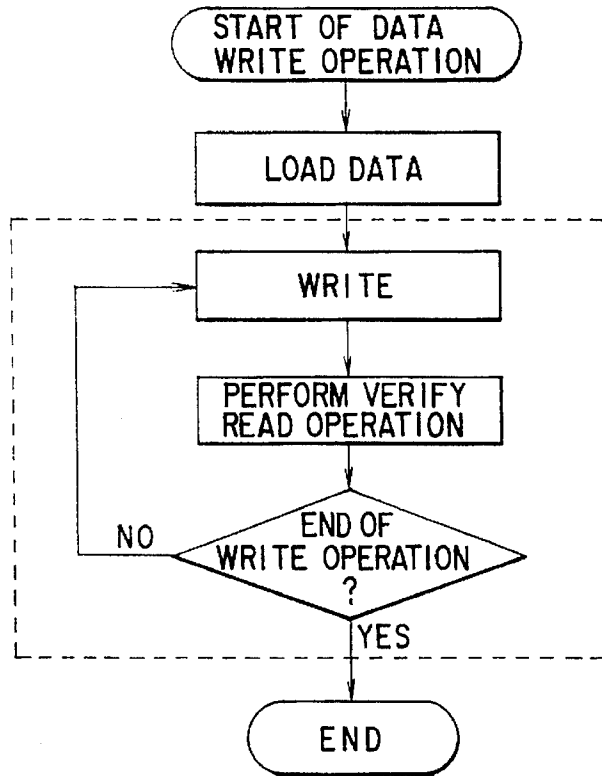 START OF DATA
WRITE OPERATION
LOAD DATA
WRITE
PERFORM VERIFY
READ OPERATION
END OF
WRITE OPERATION
?
NO
YES
END